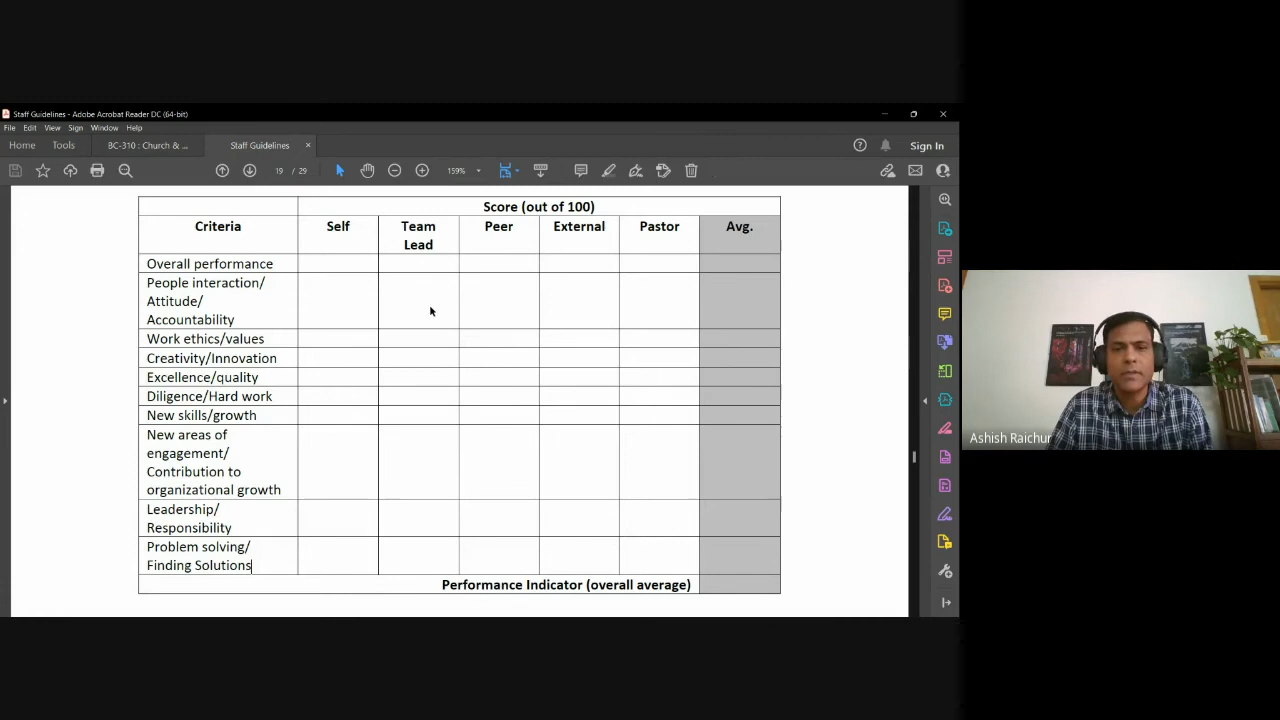 Staff Guidelines - Adobe Acrobat Reader DC (64-bit)
File Edit View Sign Window Help
Home Tools BC-310 : Church & ... Staff Guidelines × Sign In
19 / 29 159%
Score (out of 100)
Criteria Self Team Lead Peer External Pastor Avg.
Overall performance
People interaction/
Attitude/
Accountability
Work ethics/values
Creativity/Innovation
Excellence/quality
Diligence/Hard work
New skills/growth
New areas of
engagement/
Contribution to
organizational growth
Leadership/
Responsibility
Problem solving/
Finding Solutions
Performance Indicator (overall average)
Ashish Raichur